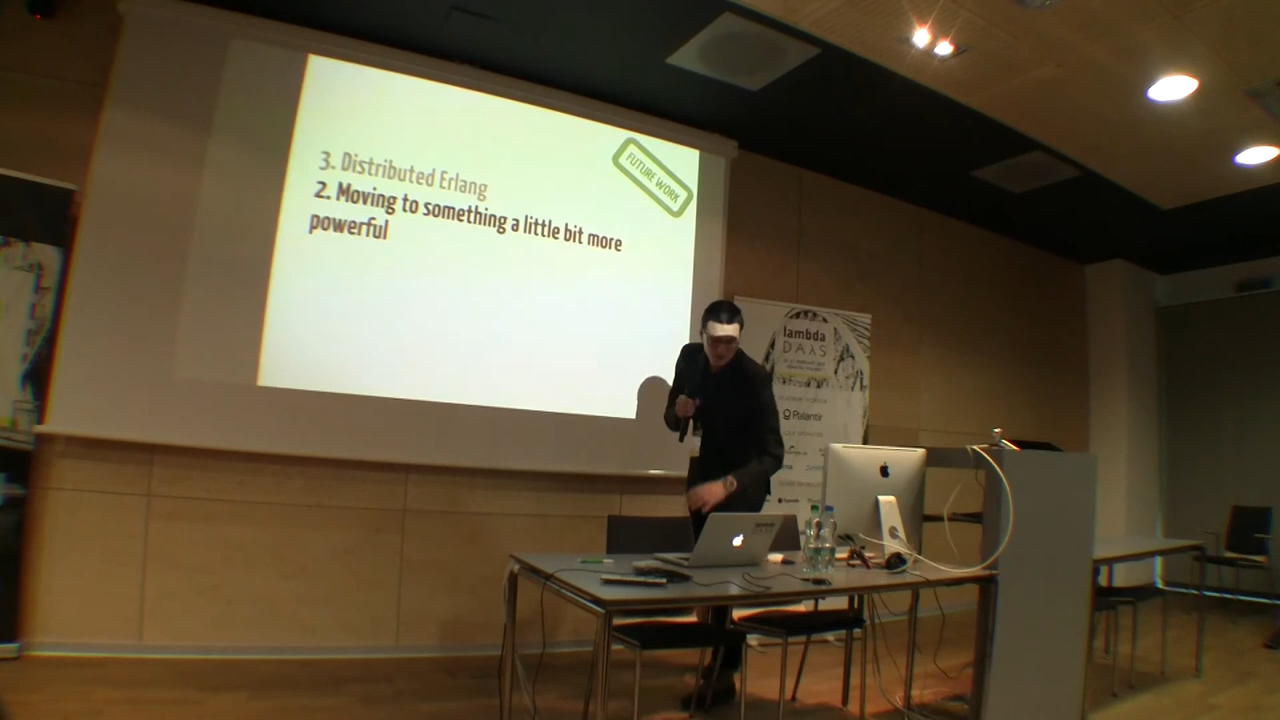 3. Distributed Erlang
2. Moving to something a little bit more
powerful
FUTURE WORK
lambda
DAYS
Palantir